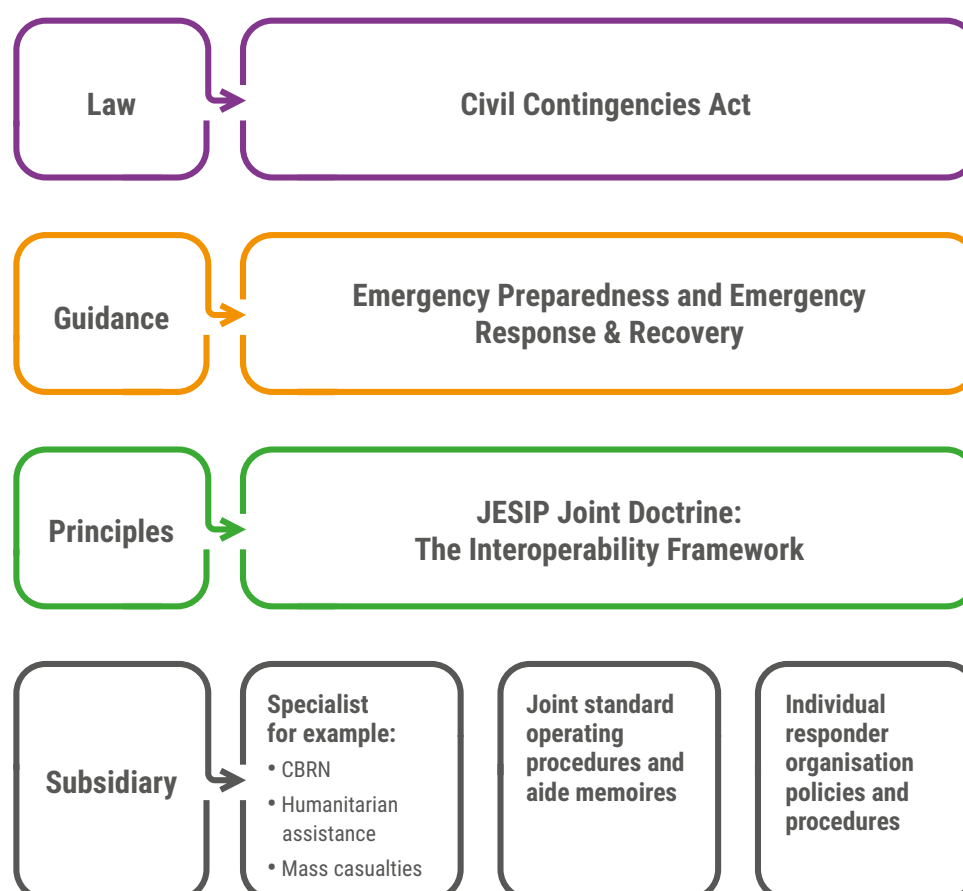 Law
Civil Contingencies Act
Guidance
Emergency Preparedness and Emergency
Response & Recovery
Principles
JESIP Joint Doctrine:
The Interoperability Framework
Subsidiary
Specialist
for example:
• CBRN
• Humanitarian
assistance
• Mass casualties
Joint standard
operating
procedures and
aide memoires
Individual
responder
organisation
policies and
procedures